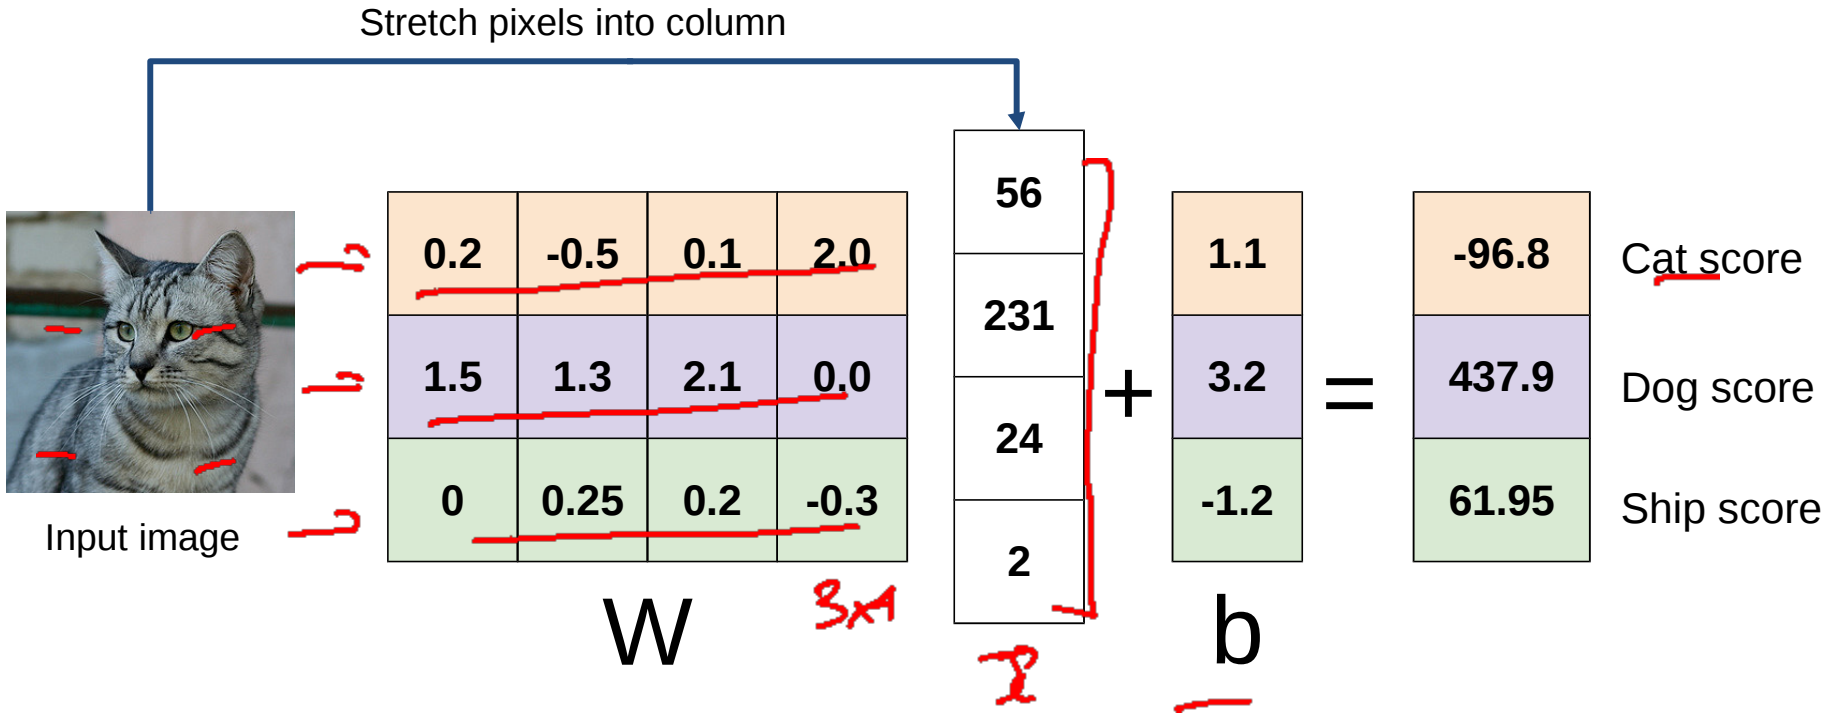 Stretch pixels into column
56
0.2 -0.5 0.1 2.0 1.1 -96.8 Cat score
231
1.5 1.3 2.1 0.0 + 3.2 = 437.9 Dog score
24
0 0.25 0.2 -0.3 -1.2 61.95 Ship score
Input image
2
W b